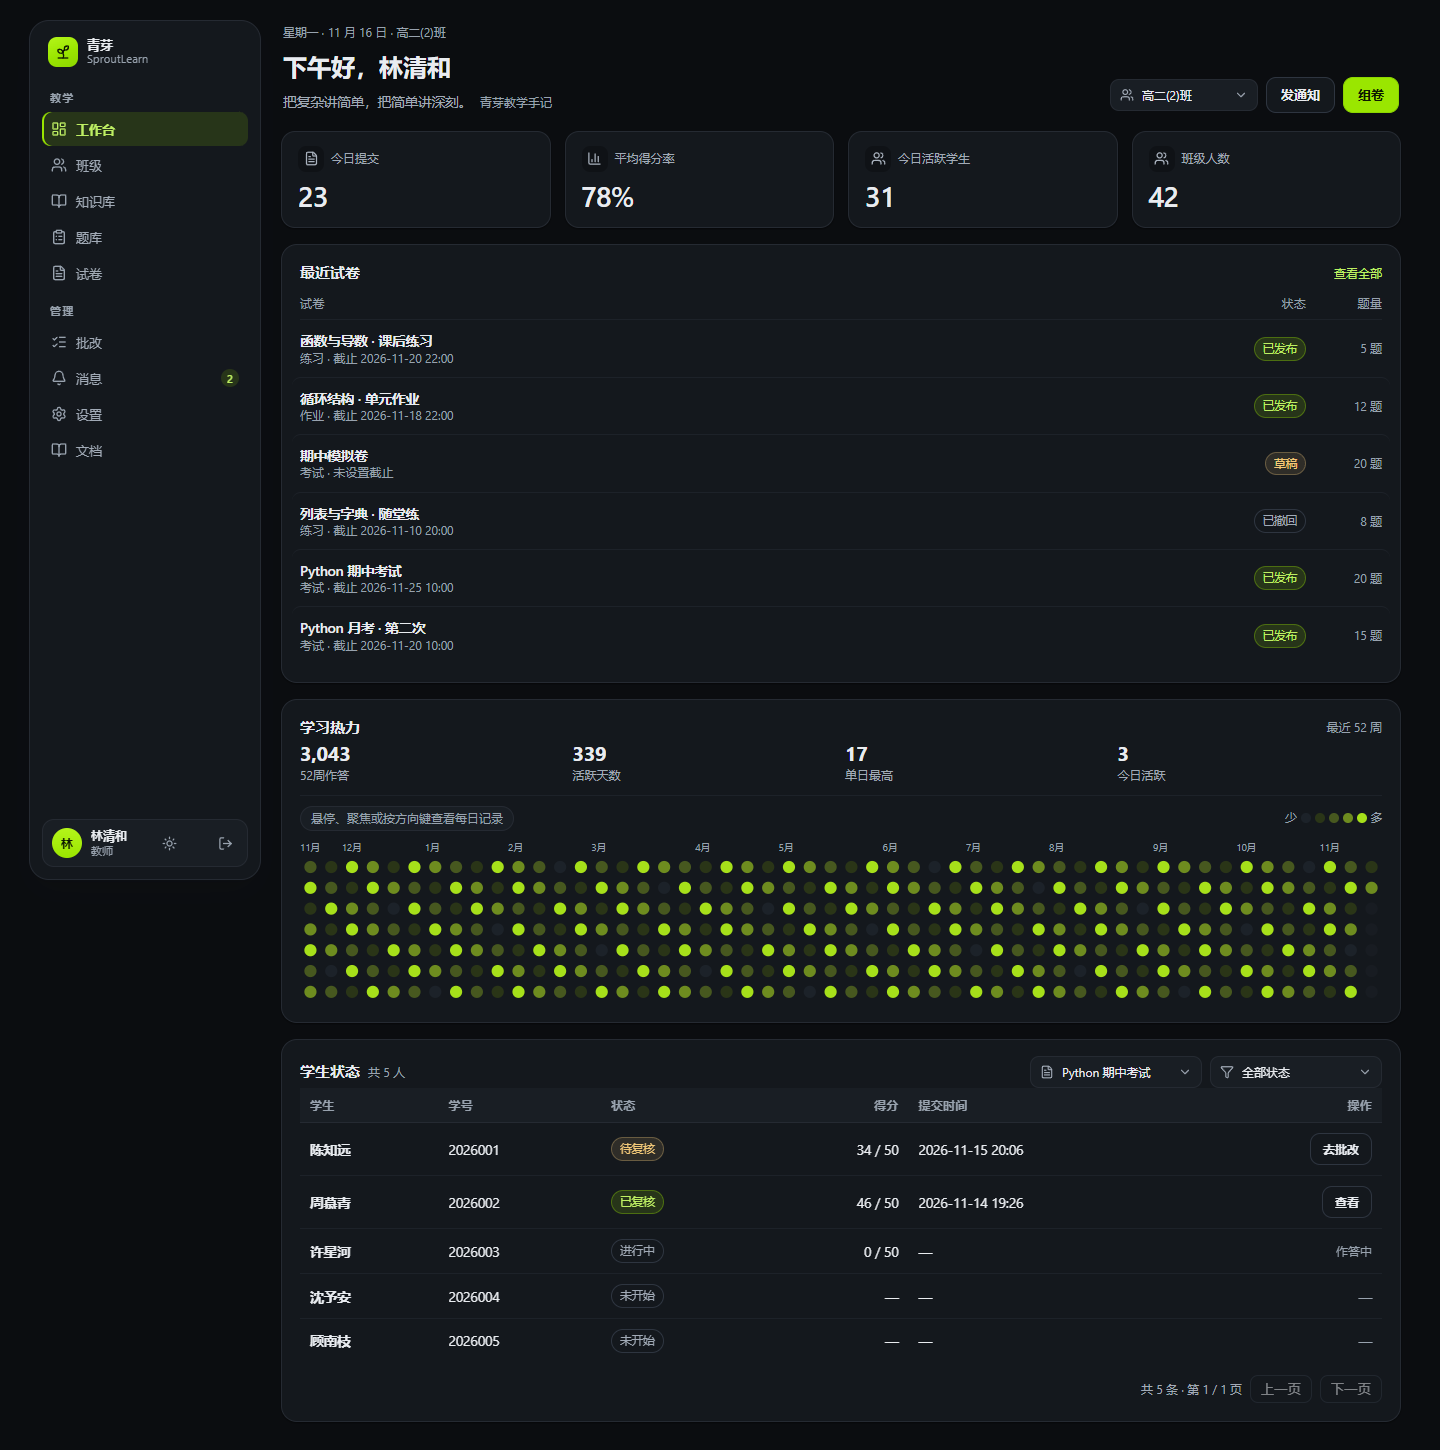 青芽
SproutLearn
教学
工作台
班级
知识库
题库
试卷
管理
批改
消息 2
设置
文档
林 林清和
教师
星期一 · 11 月 16 日 · 高二(2)班
下午好，林清和
把复杂讲简单，把简单讲深刻。 青芽教学手记
高二(2)班 发通知 组卷
今日提交
23
平均得分率
78%
今日活跃学生
31
班级人数
42
最近试卷 查看全部
试卷 状态 题量
函数与导数 · 课后练习
练习 · 截止 2026-11-20 22:00
已发布 5 题
循环结构 · 单元作业
作业 · 截止 2026-11-18 22:00
已发布 12 题
期中模拟卷
考试 · 未设置截止
草稿 20 题
列表与字典 · 随堂练
练习 · 截止 2026-11-10 20:00
已撤回 8 题
Python 期中考试
考试 · 截止 2026-11-25 10:00
已发布 20 题
Python 月考 · 第二次
考试 · 截止 2026-11-20 10:00
已发布 15 题
学习热力 最近 52 周
3,043 339 17 3
52周作答 活跃天数 单日最高 今日活跃
悬停、聚焦或按方向键查看每日记录 少 多
11月 12月 1月 2月 3月 4月 5月 6月 7月 8月 9月 10月 11月
学生状态 共 5 人 Python 期中考试 全部状态
学生 学号 状态 得分 提交时间 操作
陈知远 2026001 待复核 34 / 50 2026-11-15 20:06 去批改
周慕青 2026002 已复核 46 / 50 2026-11-14 19:26 查看
许星河 2026003 进行中 0 / 50 — 作答中
沈予安 2026004 未开始 — — —
顾南枝 2026005 未开始 — — —
共 5 条 · 第 1 / 1 页 上一页 下一页